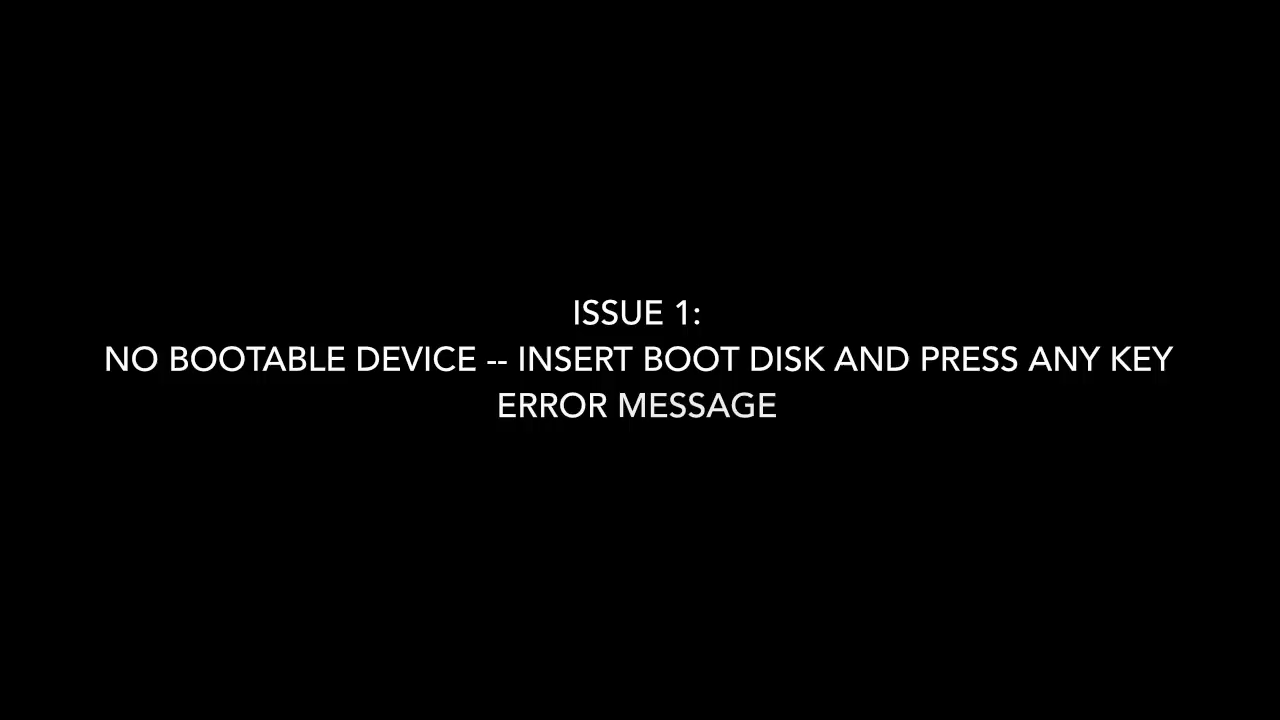 ISSUE 1:
NO BOOTABLE DEVICE -- INSERT BOOT DISK AND PRESS ANY KEY
ERROR MESSAGE